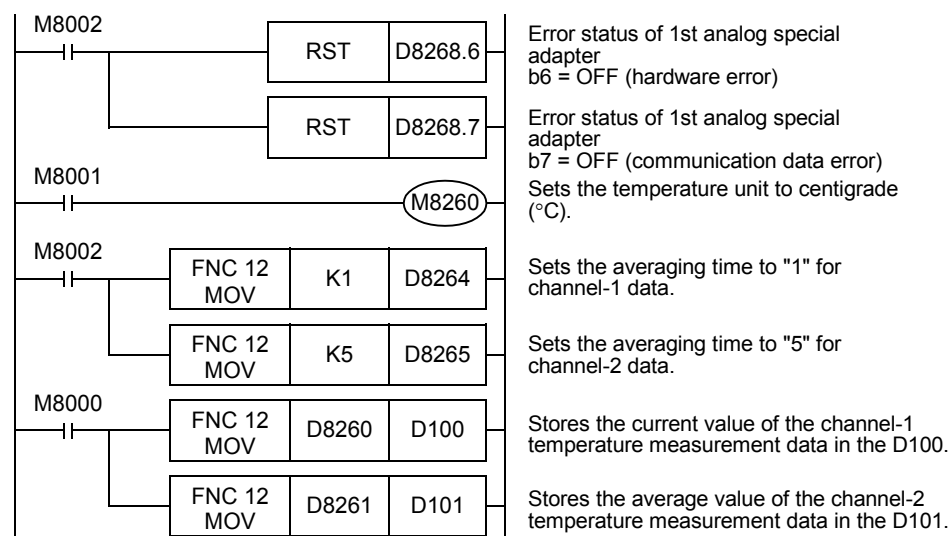 M8002
RST D8268.6
Error status of 1st analog special
adapter
b6 = OFF (hardware error)
RST D8268.7
Error status of 1st analog special
adapter
b7 = OFF (communication data error)
M8001
M8260
Sets the temperature unit to centigrade
(°C).
M8002
FNC 12
MOV
K1 D8264
Sets the averaging time to "1" for
channel-1 data.
FNC 12
MOV
K5 D8265
Sets the averaging time to "5" for
channel-2 data.
M8000
FNC 12
MOV
D8260 D100
Stores the current value of the channel-1
temperature measurement data in the D100.
FNC 12
MOV
D8261 D101
Stores the average value of the channel-2
temperature measurement data in the D101.